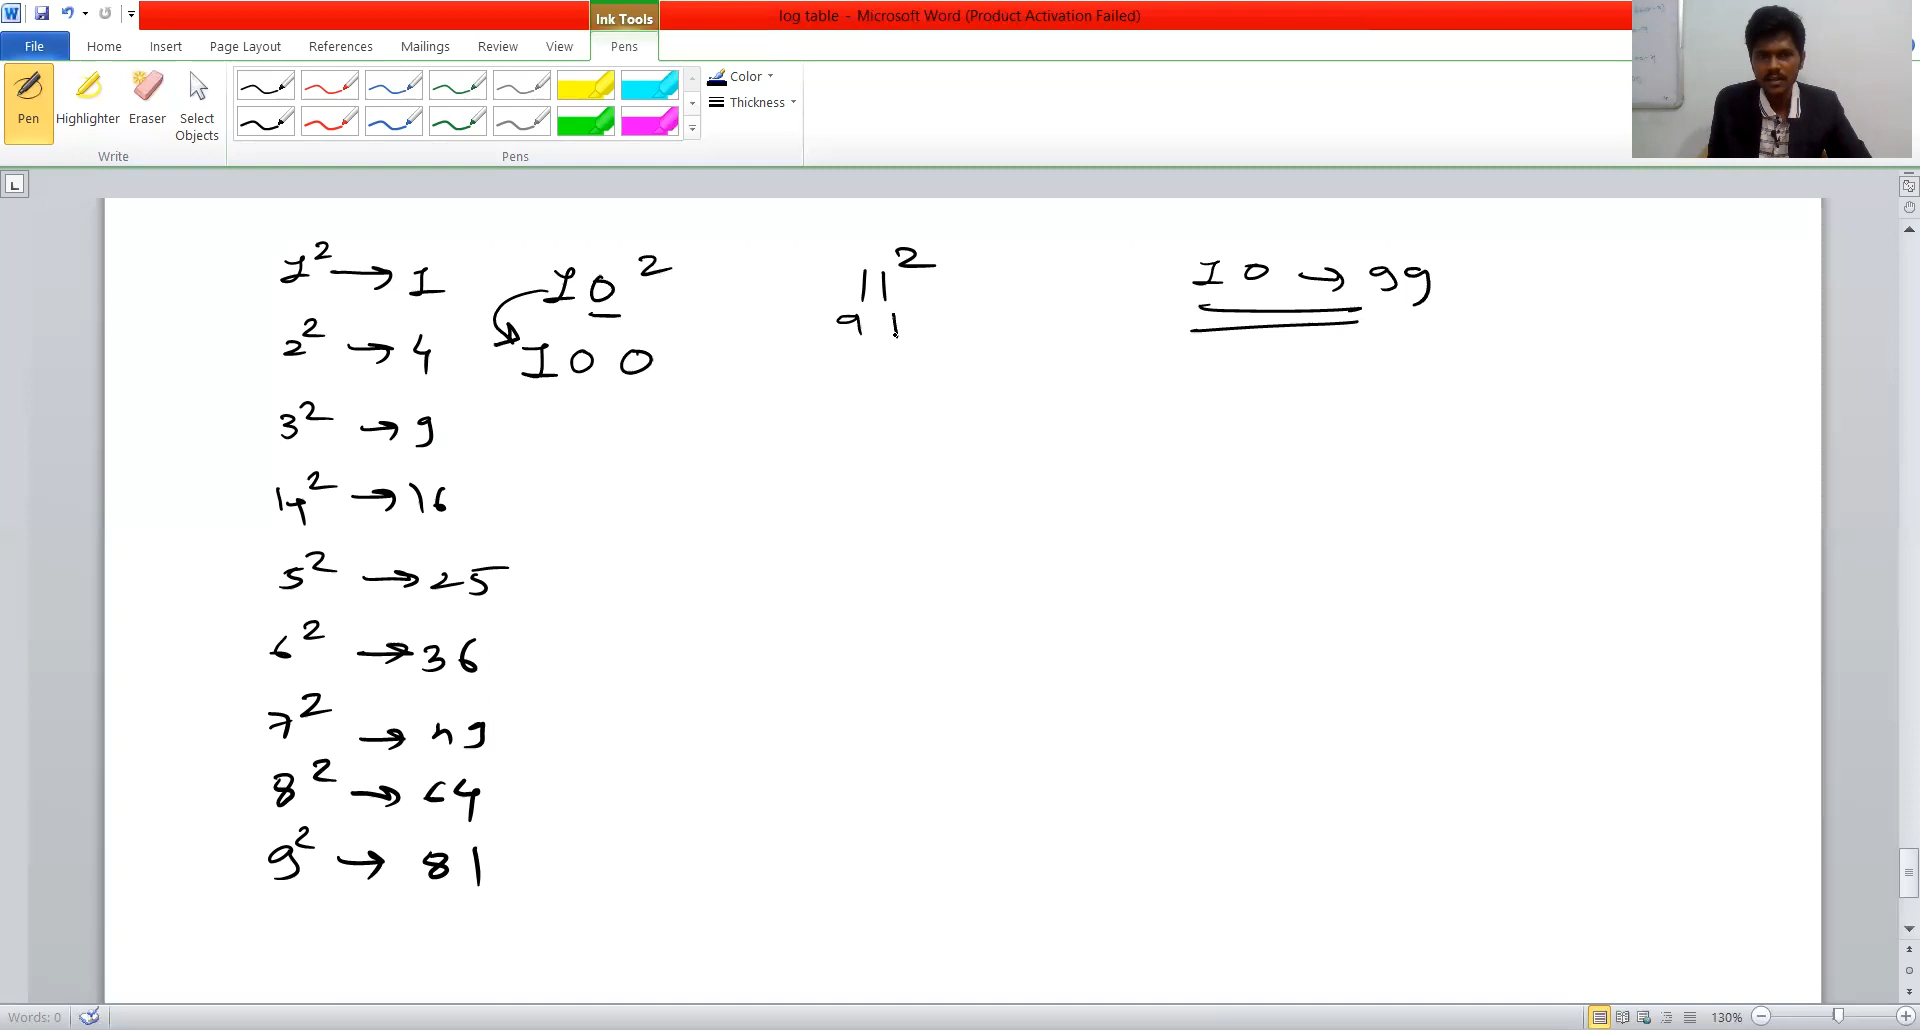 log table - Microsoft Word (Product Activation Failed)
Ink Tools
File Home Insert Page Layout References Mailings Review View Pens
Pen Highlighter Eraser Select Objects
Color
Thickness
Write Pens
1² → 1
2² → 4
3² → 9
4² → 16
5² → 25
6² → 36
7² → 49
8² → 64
9² → 81
10²
100
11²
91
10 → 99
Words: 0 130%